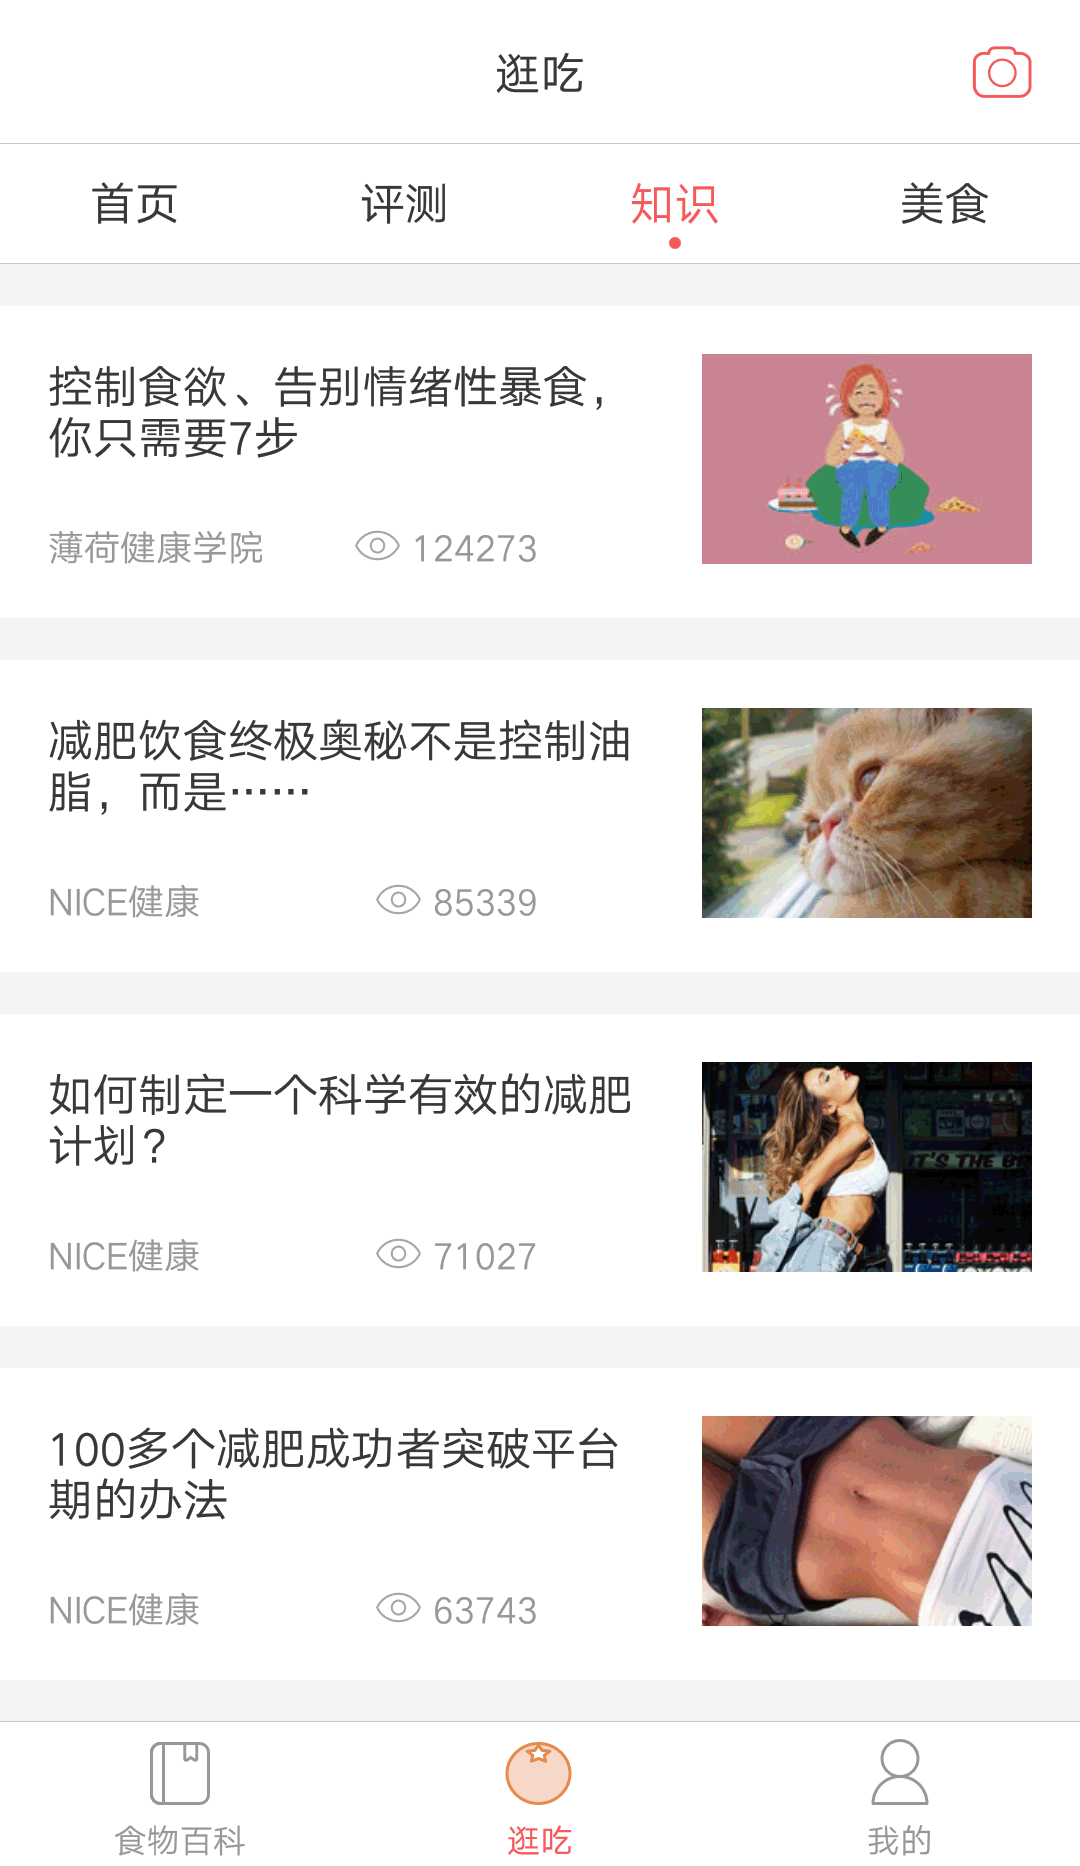 逛吃
首页 评测 知识 美食
控制食欲、告别情绪性暴食，
你只需要7步
薄荷健康学院 124273
减肥饮食终极奥秘不是控制油
脂，而是……
NICE健康 85339
如何制定一个科学有效的减肥
计划？
IT'S THE BE
NICE健康 71027
100多个减肥成功者突破平台
期的办法
NICE健康 63743
食物百科 逛吃 我的